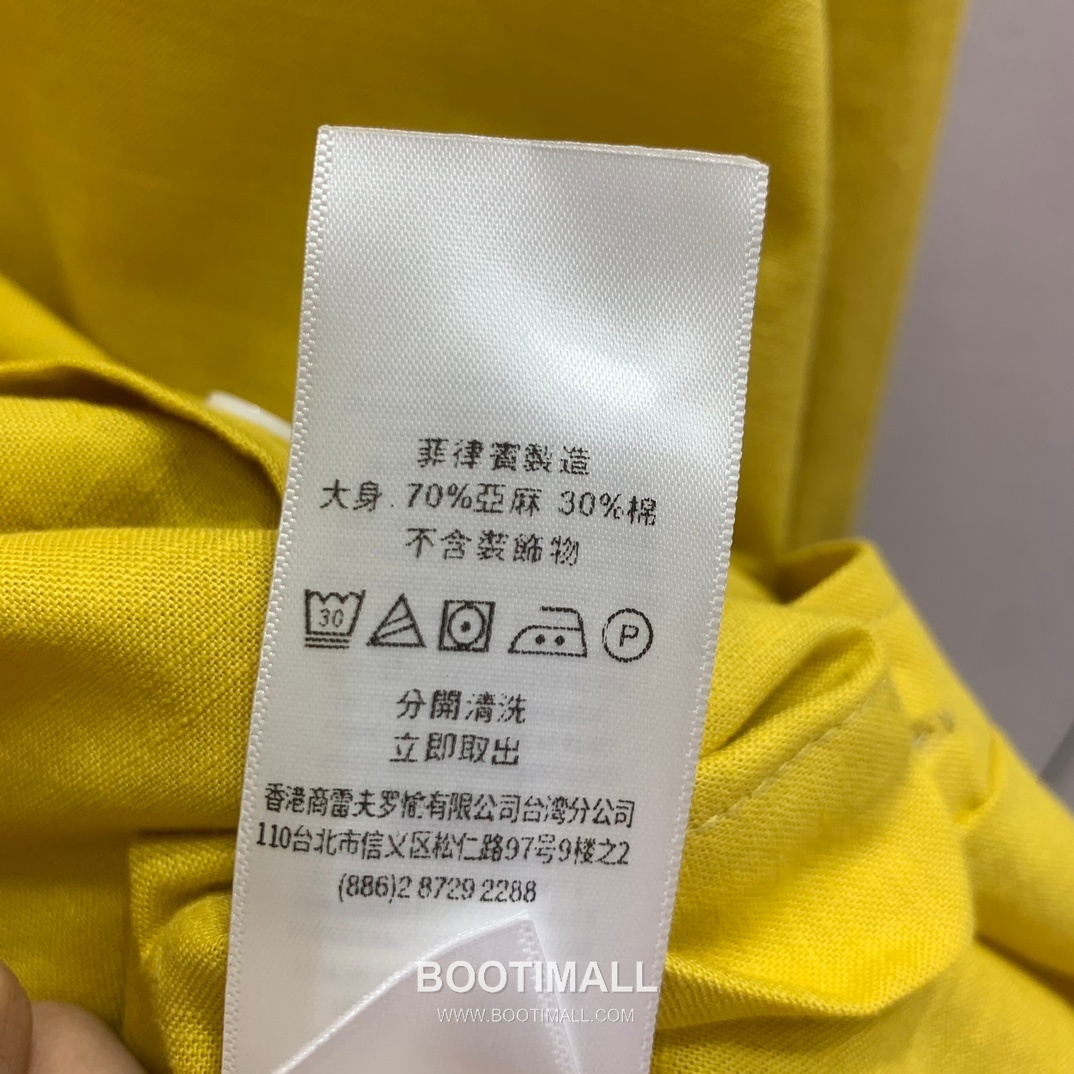 菲律賓製造
大身. 70%亞麻 30%棉
不含裝飾物
30 P
分開清洗
立即取出
香港商雷夫罗愉有限公司台湾分公司
110台北市信义区松仁路97号9楼之2
(886)2 8729 2288
BOOTIMALL
WWW.BOOTIMALL.COM